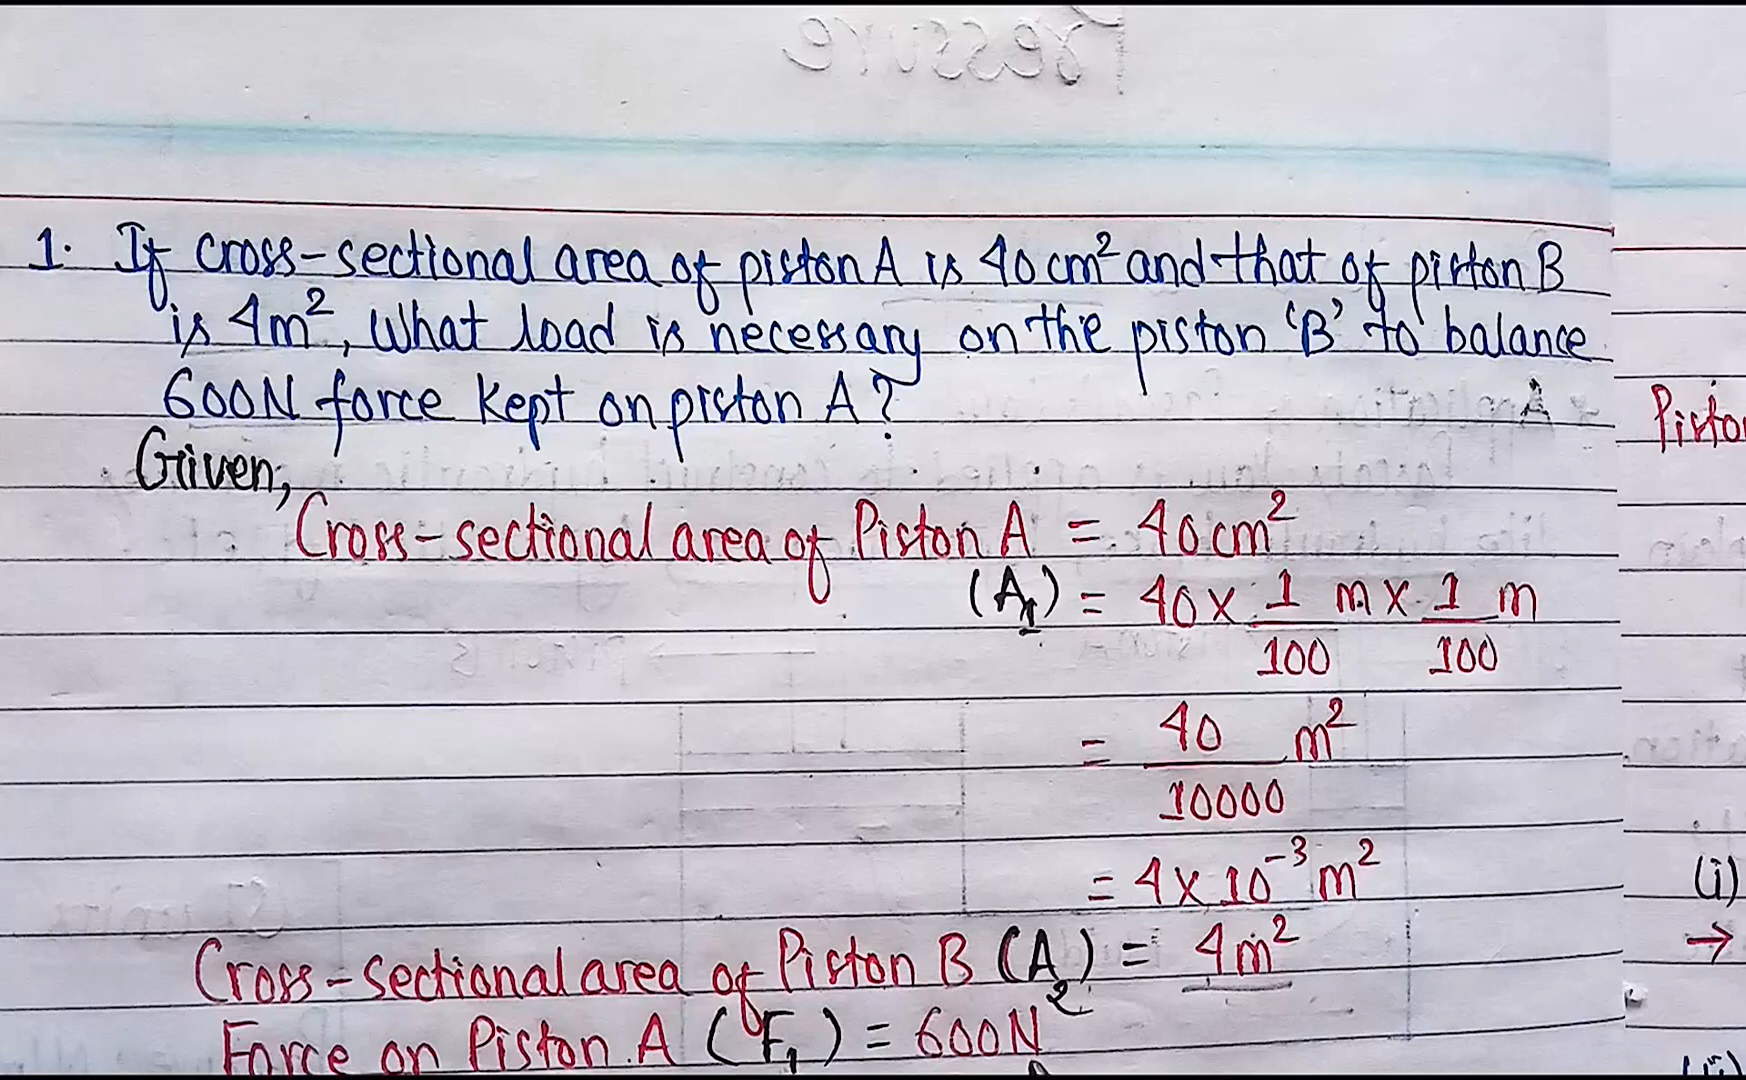 Pressure
1. If cross-sectional area of piston A is 40 cm² and that of piston B
is 4m², What load is necessary on the piston 'B' to balance
600N force kept on piston A?
Given,
Cross-sectional area of Piston A = 40cm²
(A₁) = 40 × 1/100 m × 1/100 m
= 40/10000 m²
= 4 × 10⁻³ m²
Cross-sectional area of Piston B (A₂) = 4m²
Force on Piston A (F₁) = 600N
(i)
→